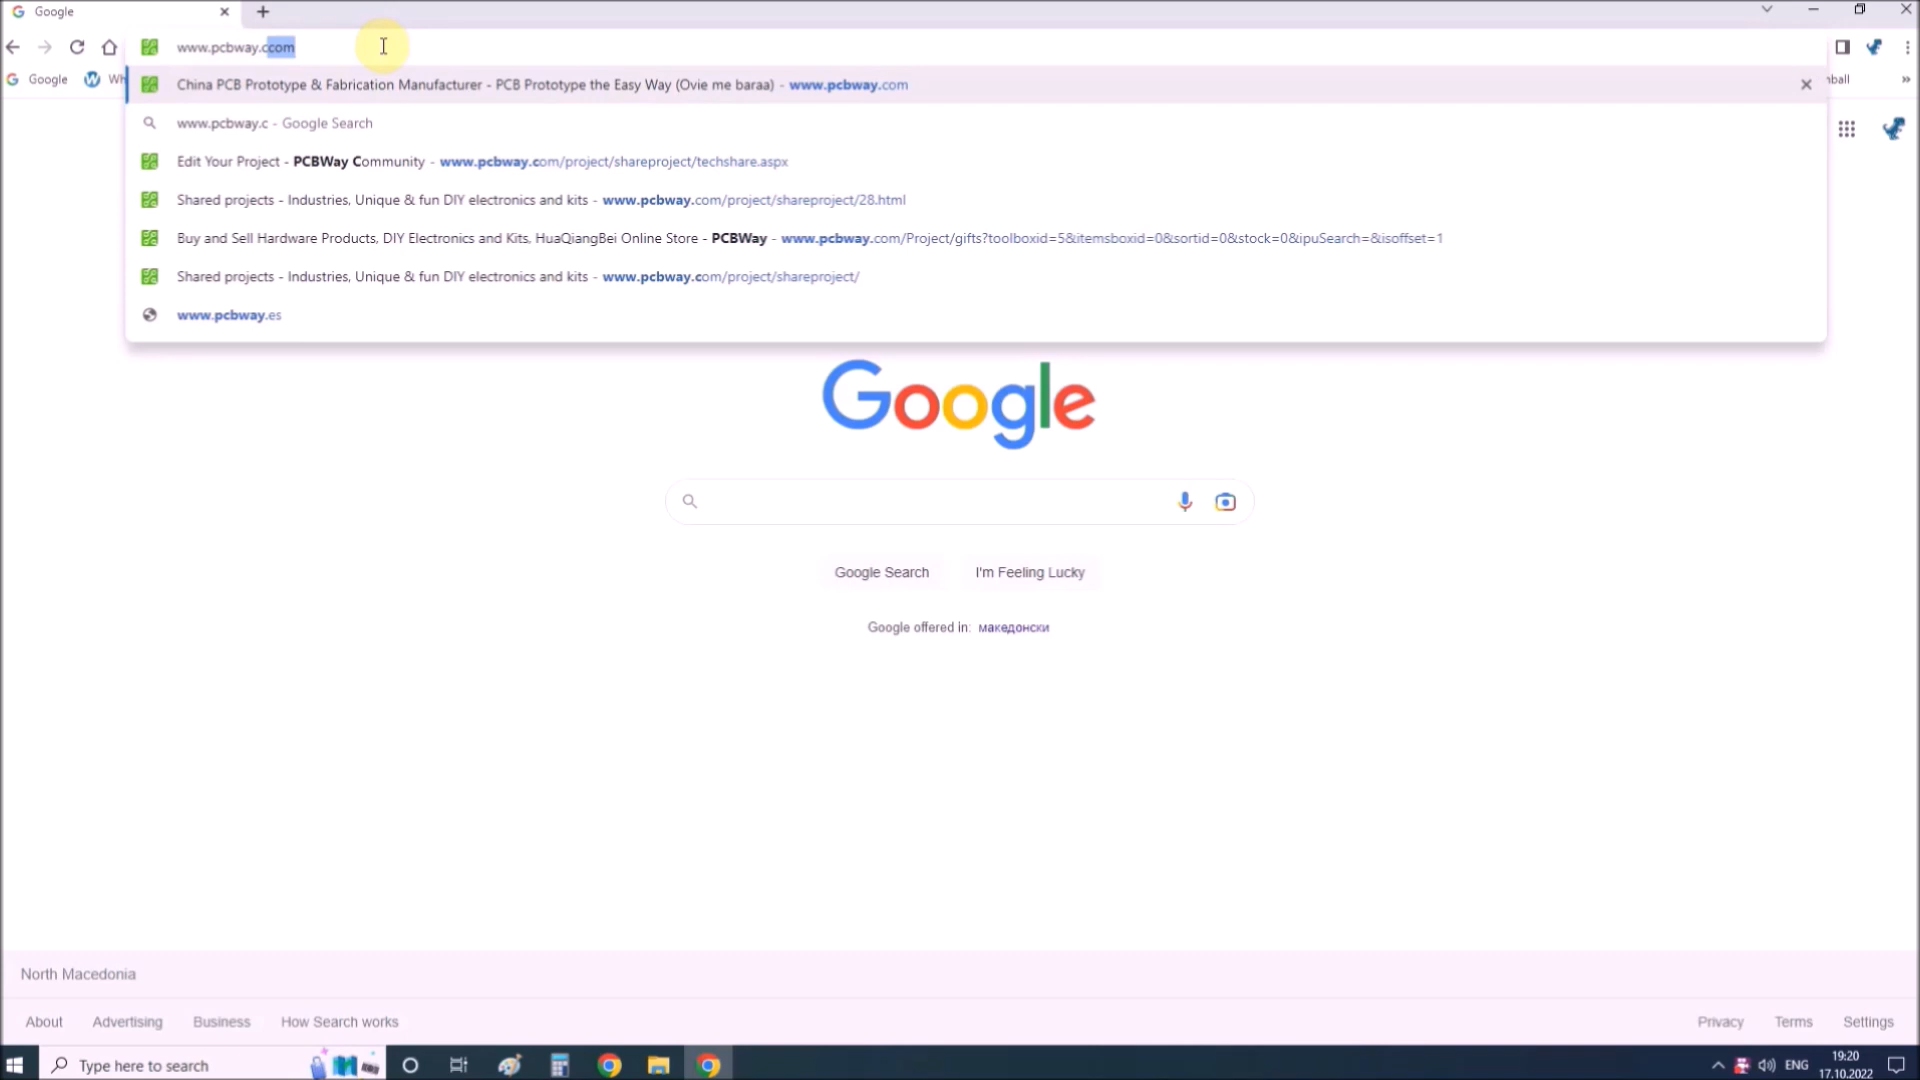 Google
www.pcbway.ccom
Google
Wh
nball
China PCB Prototype & Fabrication Manufacturer - PCB Prototype the Easy Way (Ovie me baraa) - www.pcbway.com
www.pcbway.c - Google Search
Edit Your Project - PCBWay Community - www.pcbway.com/project/shareproject/techshare.aspx
Shared projects - Industries, Unique & fun DIY electronics and kits - www.pcbway.com/project/shareproject/28.html
Buy and Sell Hardware Products, DIY Electronics and Kits, HuaQiangBei Online Store - PCBWay - www.pcbway.com/Project/gifts?toolboxid=5&itemsboxid=0&sortid=0&stock=0&ipuSearch=&isoffset=1
Shared projects - Industries, Unique & fun DIY electronics and kits - www.pcbway.com/project/shareproject/
www.pcbway.es
Google
Google Search I'm Feeling Lucky
Google offered in: македонски
North Macedonia
About Advertising Business How Search works Privacy Terms Settings
Type here to search
ENG
19:20
17.10.2022